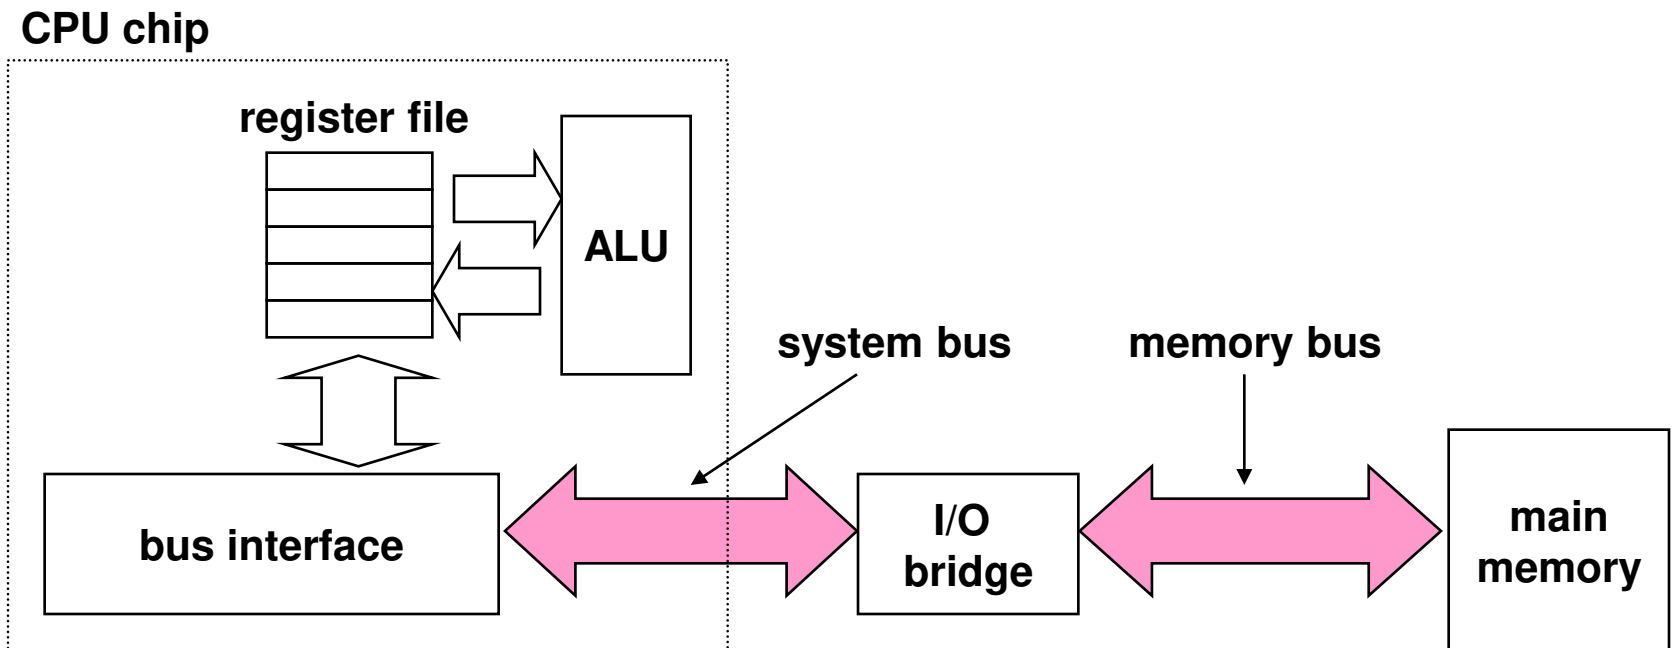 CPU chip
register file
ALU
system bus
memory bus
bus interface
I/O
bridge
main
memory